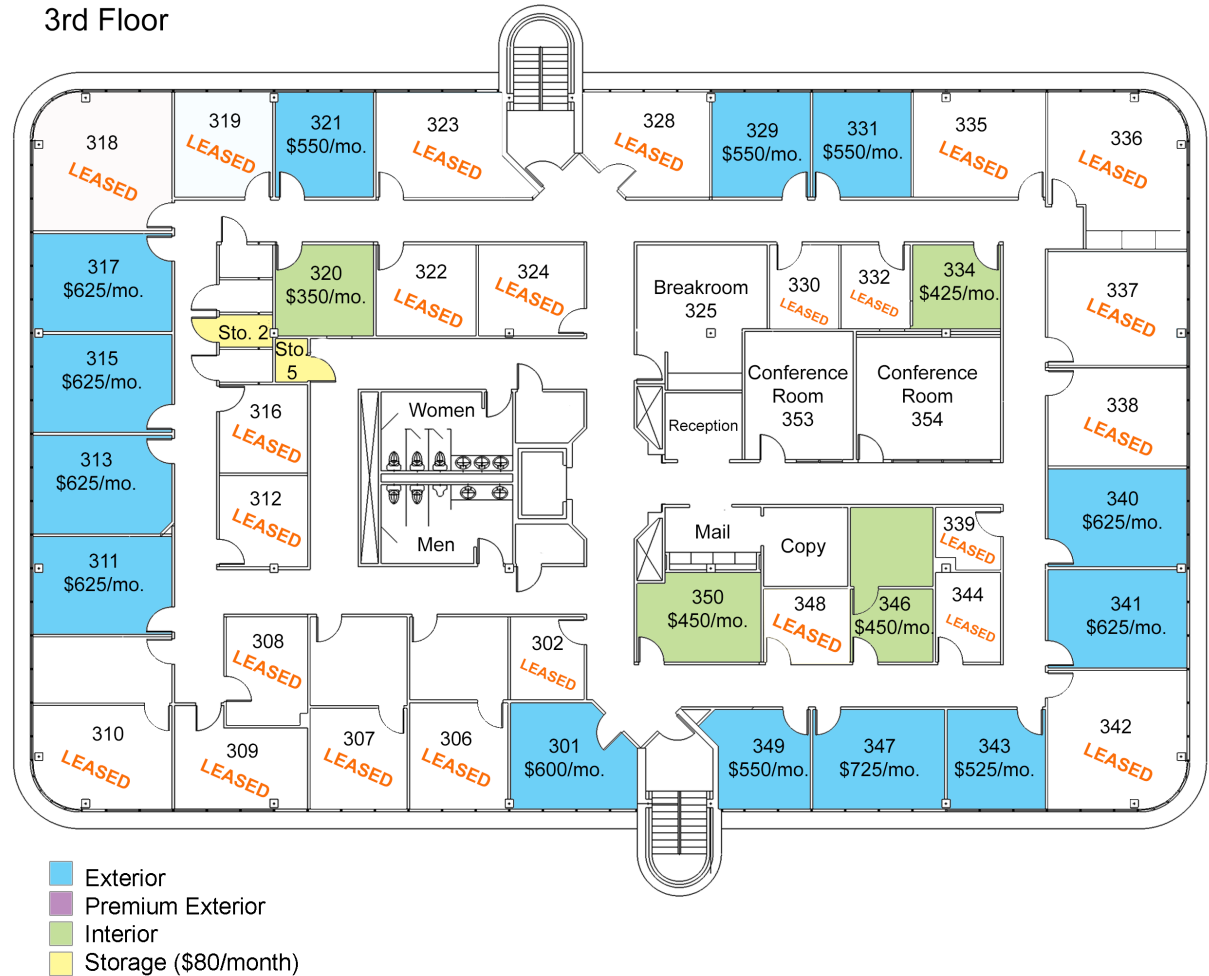 3rd Floor
318
LEASED
319
LEASED
321
$550/mo.
323
LEASED
328
LEASED
329
$550/mo.
331
$550/mo.
335
LEASED
336
LEASED
317
$625/mo.
320
$350/mo.
322
LEASED
324
LEASED
Breakroom
325
330
LEASED
332
LEASED
334
$425/mo.
337
LEASED
Sto. 2
Sto.
5
315
$625/mo.
316
LEASED
Women
Reception
Conference
Room
353
Conference
Room
354
338
LEASED
313
$625/mo.
312
LEASED
Men
Mail
Copy
339
LEASED
340
$625/mo.
311
$625/mo.
350
$450/mo.
348
LEASED
346
$450/mo.
344
LEASED
341
$625/mo.
308
LEASED
302
LEASED
310
LEASED
309
LEASED
307
LEASED
306
LEASED
301
$600/mo.
349
$550/mo.
347
$725/mo.
343
$525/mo.
342
LEASED
Exterior
Premium Exterior
Interior
Storage ($80/month)